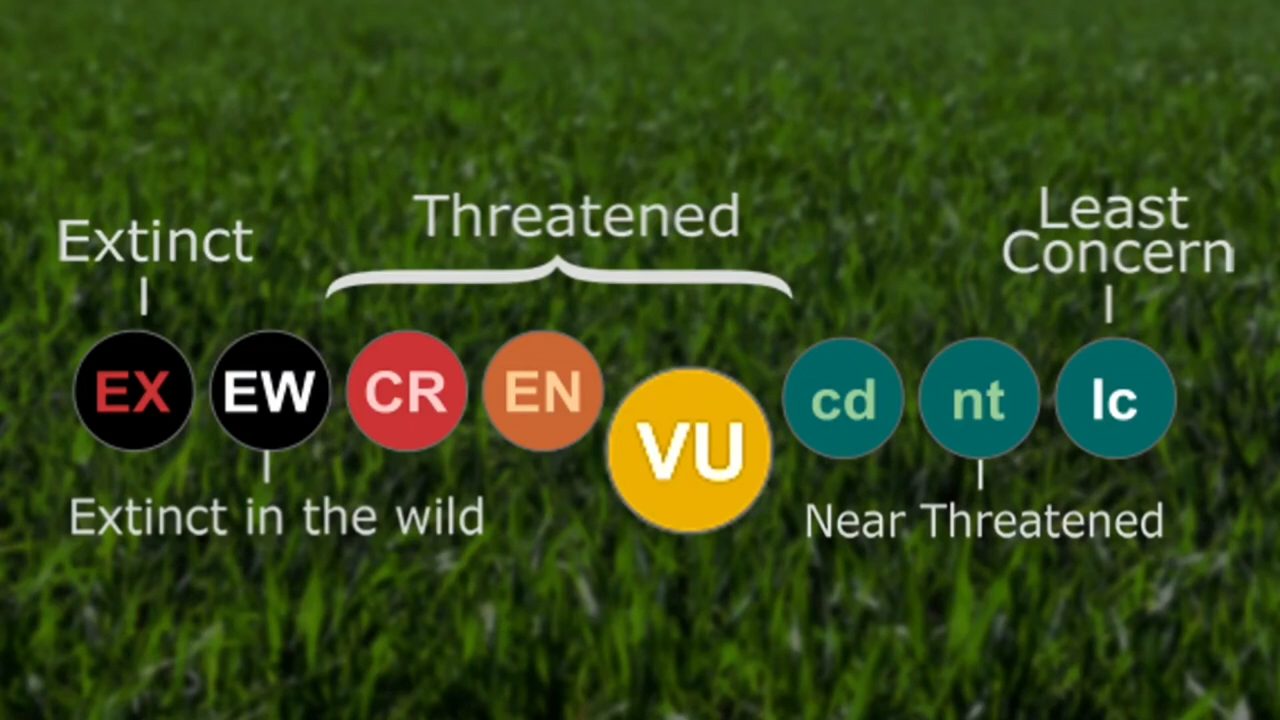 Extinct
Threatened
Least
Concern
EX
EW
CR
EN
VU
cd
nt
lc
Extinct in the wild
Near Threatened